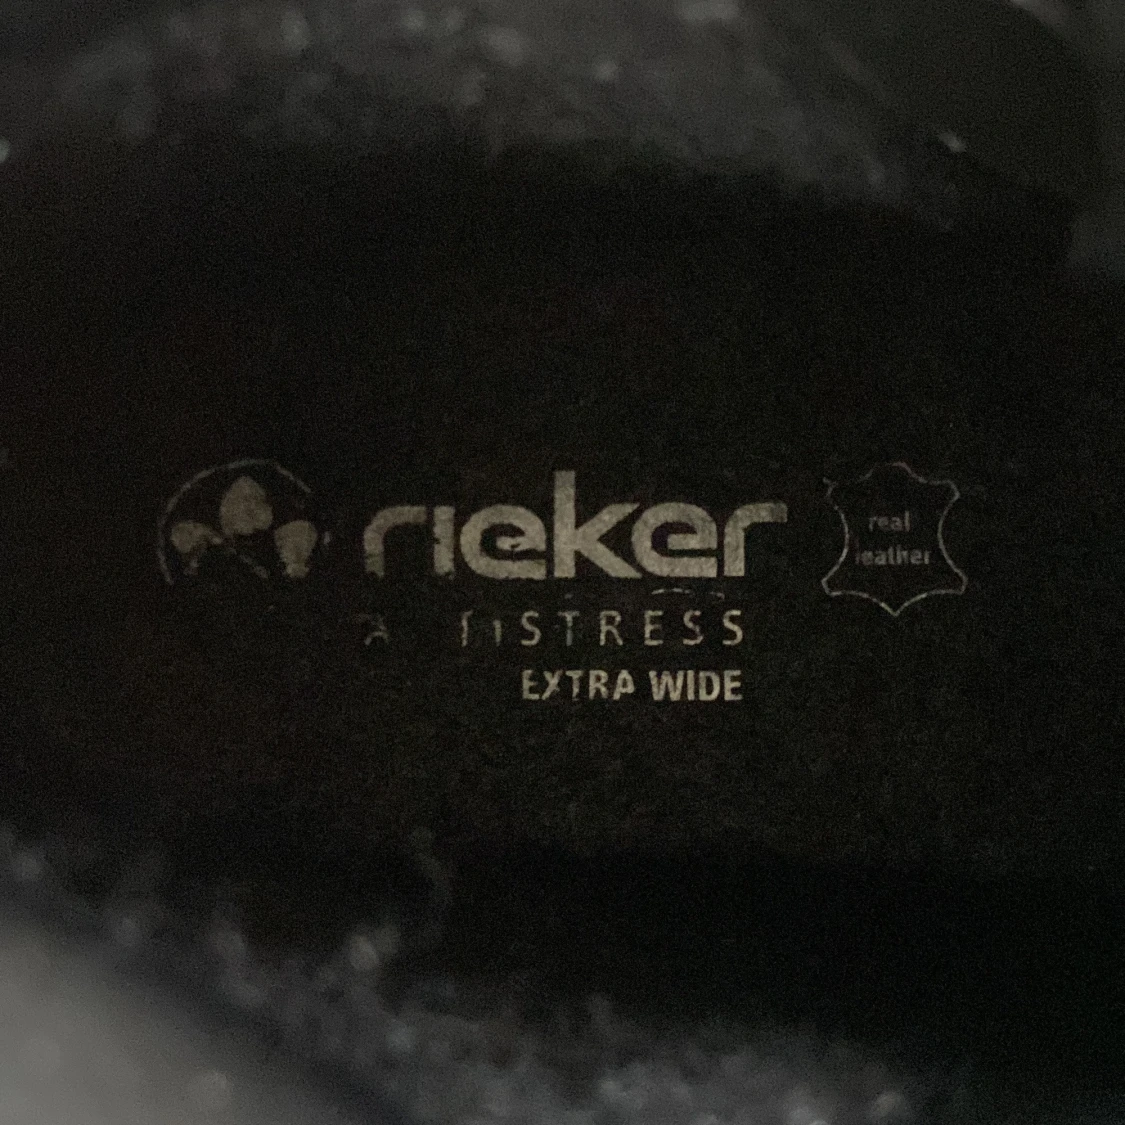 rieker
EXTRA WIDE
real
leather